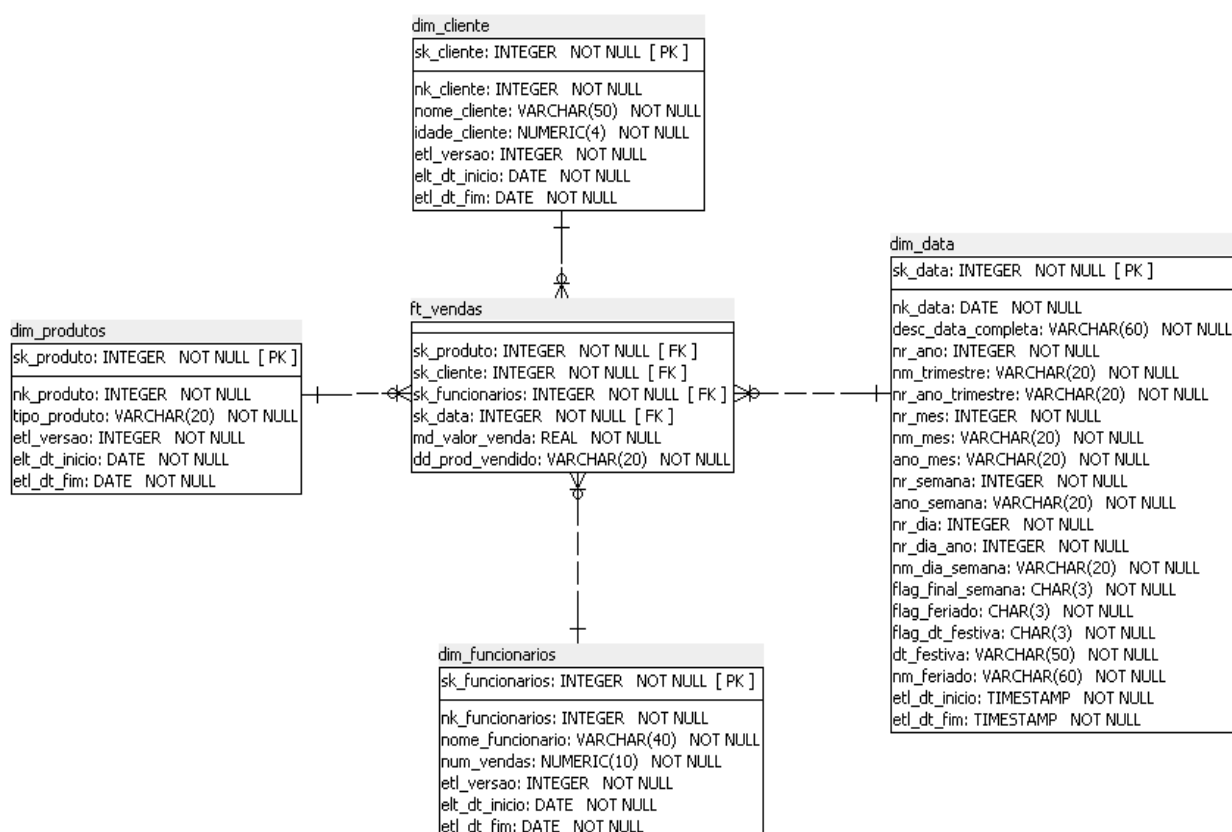 dim_cliente
sk_cliente: INTEGER NOT NULL [ PK ]
nk_cliente: INTEGER NOT NULL
nome_cliente: VARCHAR(50) NOT NULL
idade_cliente: NUMERIC(4) NOT NULL
etl_versao: INTEGER NOT NULL
elt_dt_inicio: DATE NOT NULL
etl_dt_fim: DATE NOT NULL
dim_produtos
sk_produto: INTEGER NOT NULL [ PK ]
nk_produto: INTEGER NOT NULL
tipo_produto: VARCHAR(20) NOT NULL
etl_versao: INTEGER NOT NULL
elt_dt_inicio: DATE NOT NULL
etl_dt_fim: DATE NOT NULL
ft_vendas
sk_produto: INTEGER NOT NULL [ FK ]
sk_cliente: INTEGER NOT NULL [ FK ]
sk_funcionarios: INTEGER NOT NULL [ FK ]
sk_data: INTEGER NOT NULL [ FK ]
md_valor_venda: REAL NOT NULL
dd_prod_vendido: VARCHAR(20) NOT NULL
dim_data
sk_data: INTEGER NOT NULL [ PK ]
nk_data: DATE NOT NULL
desc_data_completa: VARCHAR(60) NOT NULL
nr_ano: INTEGER NOT NULL
nm_trimestre: VARCHAR(20) NOT NULL
nr_ano_trimestre: VARCHAR(20) NOT NULL
nr_mes: INTEGER NOT NULL
nm_mes: VARCHAR(20) NOT NULL
ano_mes: VARCHAR(20) NOT NULL
nr_semana: INTEGER NOT NULL
ano_semana: VARCHAR(20) NOT NULL
nr_dia: INTEGER NOT NULL
nr_dia_ano: INTEGER NOT NULL
nm_dia_semana: VARCHAR(20) NOT NULL
flag_final_semana: CHAR(3) NOT NULL
flag_feriado: CHAR(3) NOT NULL
flag_dt_festiva: CHAR(3) NOT NULL
dt_festiva: VARCHAR(50) NOT NULL
nm_feriado: VARCHAR(60) NOT NULL
etl_dt_inicio: TIMESTAMP NOT NULL
etl_dt_fim: TIMESTAMP NOT NULL
dim_funcionarios
sk_funcionarios: INTEGER NOT NULL [ PK ]
nk_funcionarios: INTEGER NOT NULL
nome_funcionario: VARCHAR(40) NOT NULL
num_vendas: NUMERIC(10) NOT NULL
etl_versao: INTEGER NOT NULL
elt_dt_inicio: DATE NOT NULL
etl_dt_fim: DATE NOT NULL